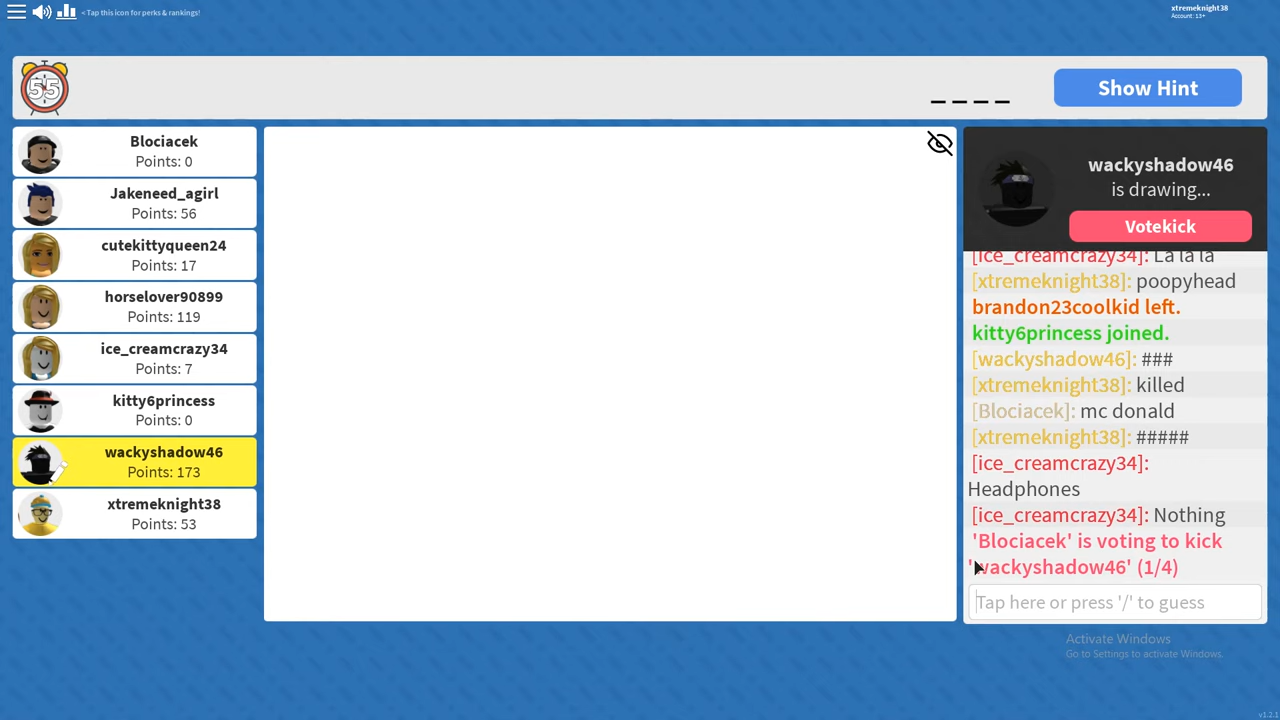 < Tap this icon for perks & rankings!
xtremeknight38
Account: 13+
55
_ _ _ _
Show Hint
Blociacek
Points: 0
Jakeneed_agirl
Points: 56
cutekittyqueen24
Points: 17
horselover90899
Points: 119
ice_creamcrazy34
Points: 7
kitty6princess
Points: 0
wackyshadow46
Points: 173
xtremeknight38
Points: 53
wackyshadow46
is drawing...
Votekick
[ice_creamcrazy34]: La la la
[xtremeknight38]: poopyhead
brandon23coolkid left.
kitty6princess joined.
[wackyshadow46]: ###
[xtremeknight38]: killed
[Blociacek]: mc donald
[xtremeknight38]: #####
[ice_creamcrazy34]:
Headphones
[ice_creamcrazy34]: Nothing
'Blociacek' is voting to kick
'wackyshadow46' (1/4)
Tap here or press '/' to guess
Activate Windows
Go to Settings to activate Windows.
v1.2.1